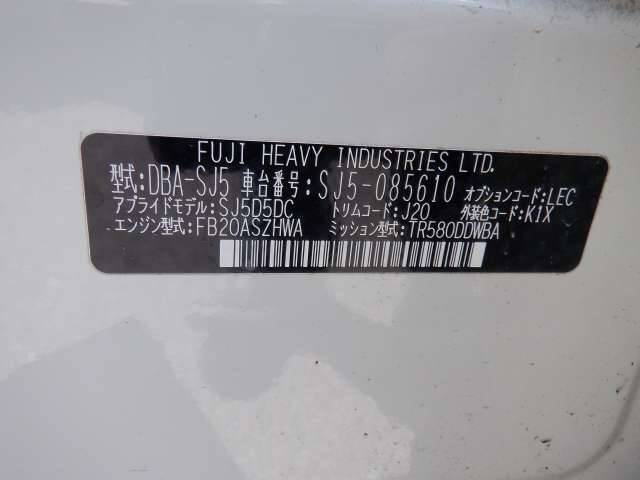 FUJI HEAVY INDUSTRIES LTD.
型式:DBA-SJ5 車台番号:SJ5-085610 オプションコード:LEC
アプライドモデル:SJ5D5DC トリムコード:J20 外装色コード:K1X
エンジン型式:FB20ASZHWA ミッション型式:TR580DDWBA